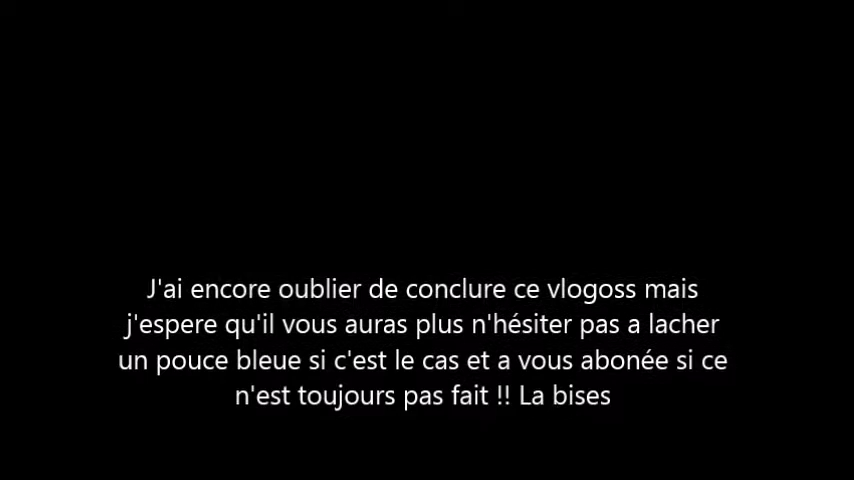 J'ai encore oublier de conclure ce vlogoss mais
j'espere qu'il vous auras plus n'hésiter pas a lacher
un pouce bleue si c'est le cas et a vous abonée si ce
n'est toujours pas fait !! La bises